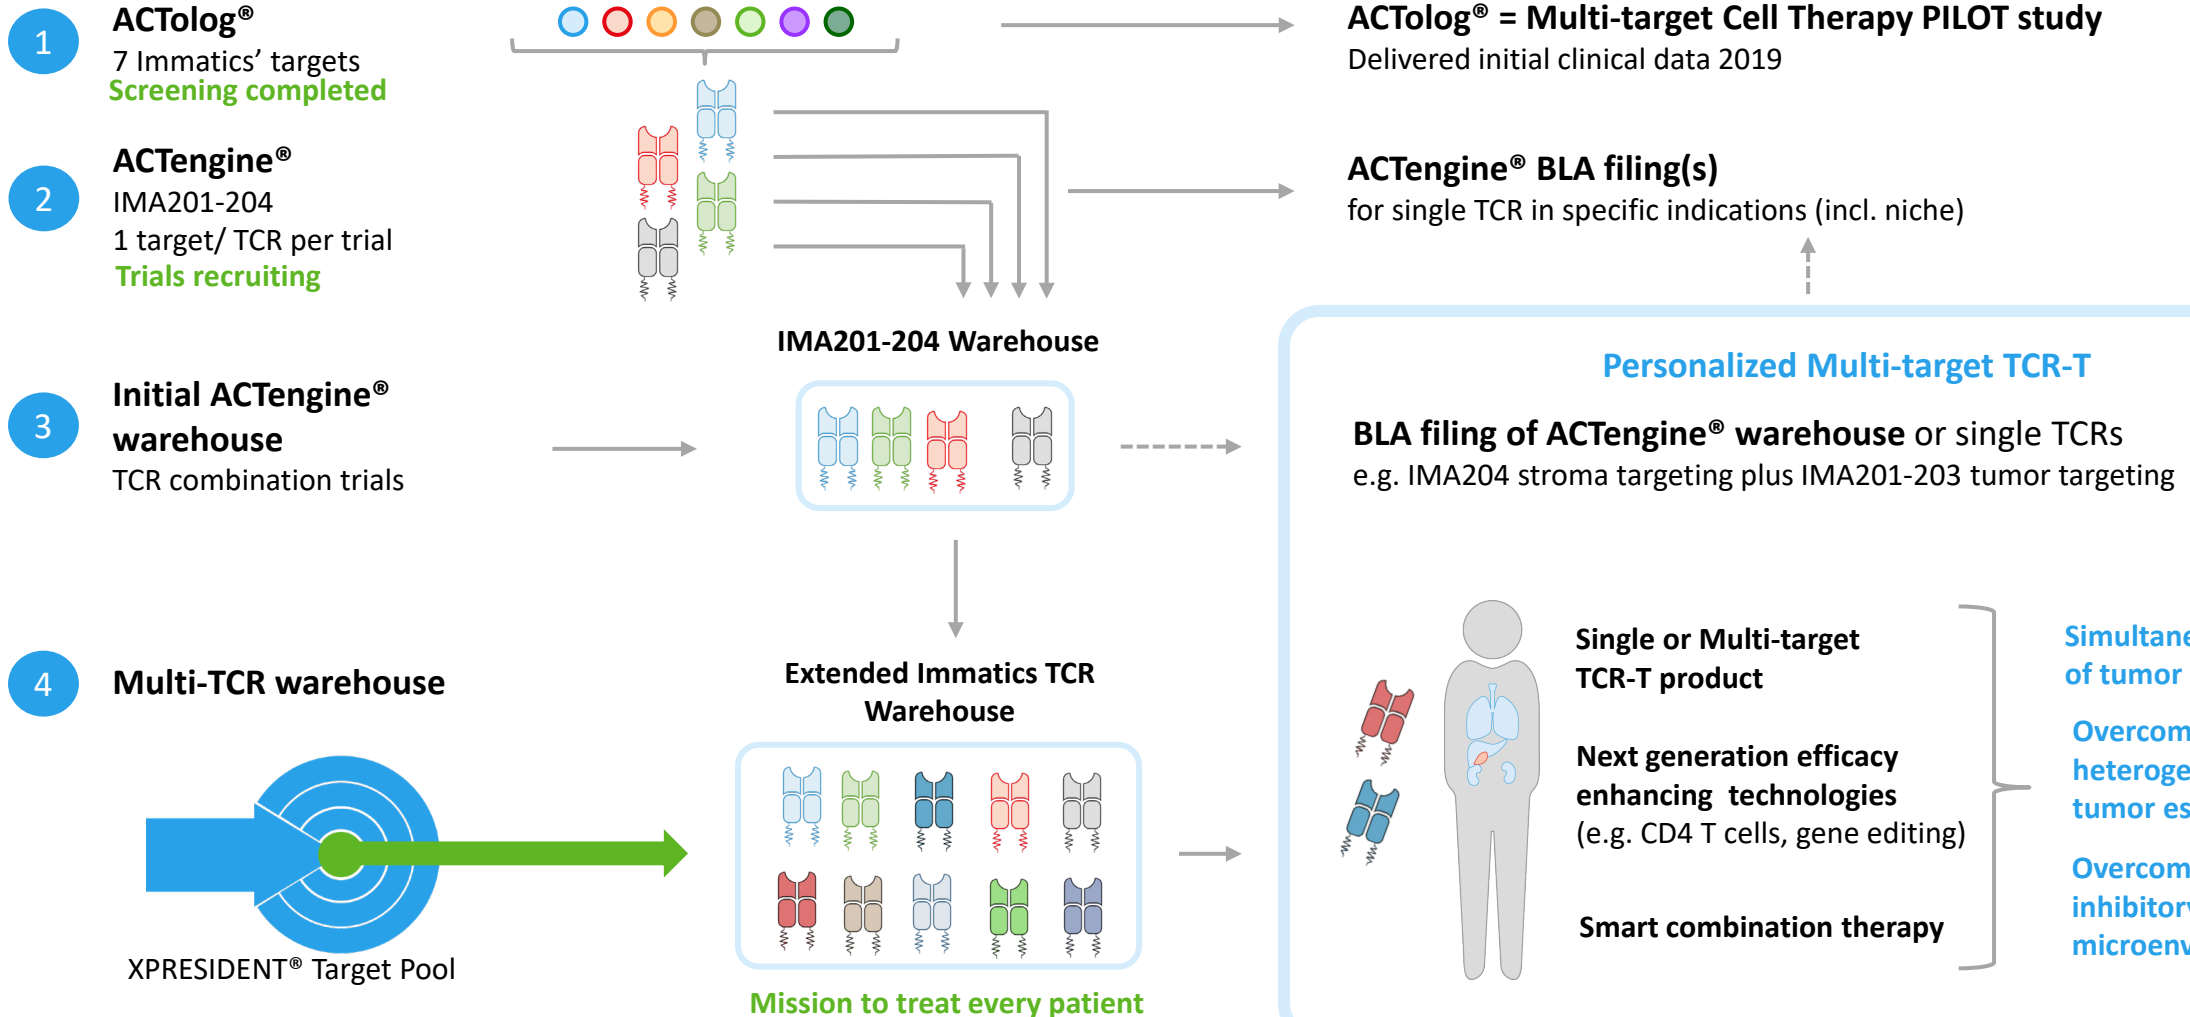 1
ACTolog®
7 Immatics’ targets
Screening completed
ACTolog® = Multi-target Cell Therapy PILOT study
Delivered initial clinical data 2019
2
ACTengine®
IMA201-204
1 target/ TCR per trial
Trials recruiting
ACTengine® BLA filing(s)
for single TCR in specific indications (incl. niche)
3
Initial ACTengine®
warehouse
TCR combination trials
IMA201-204 Warehouse
Personalized Multi-target TCR-T
BLA filing of ACTengine® warehouse or single TCRs
e.g. IMA204 stroma targeting plus IMA201-203 tumor targeting
4
Multi-TCR warehouse
XPRESIDENT® Target Pool
Extended Immatics TCR
Warehouse
Mission to treat every patient
Single or Multi-target
TCR-T product
Next generation efficacy
enhancing technologies
(e.g. CD4 T cells, gene editing)
Smart combination therapy
of tumor
tumor